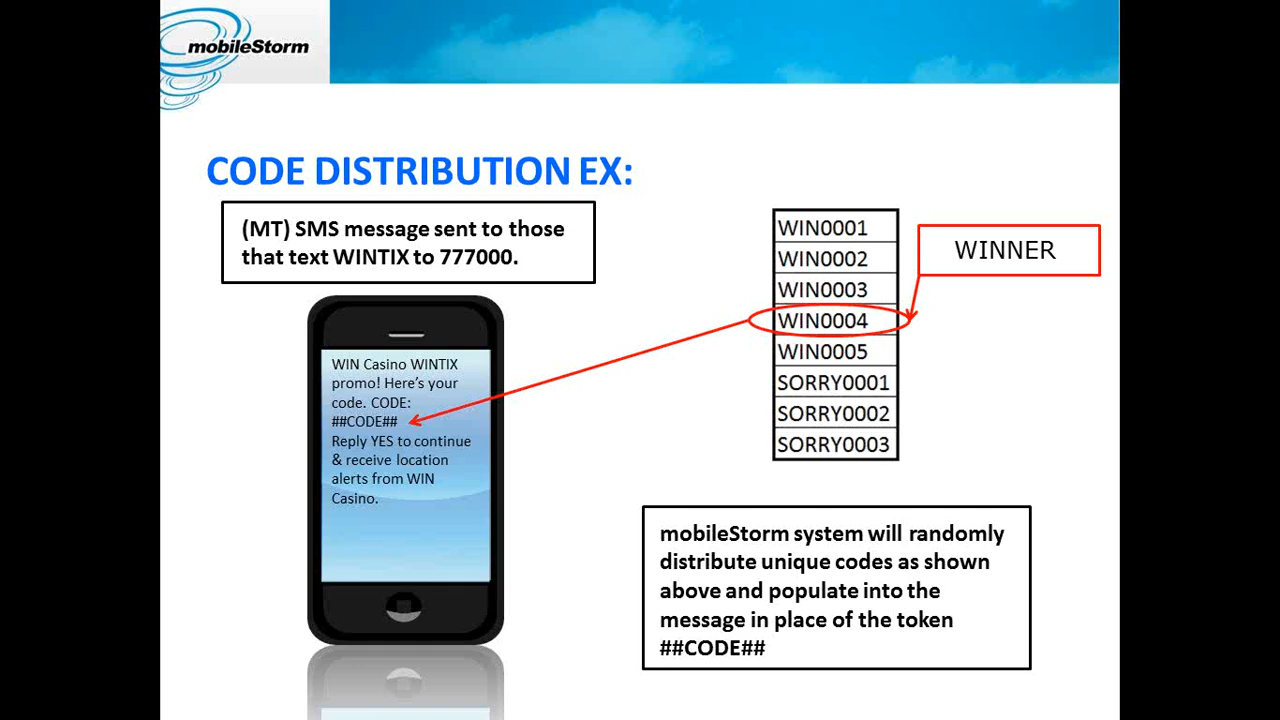 mobileStorm
CODE DISTRIBUTION EX:
(MT) SMS message sent to those
that text WINTIX to 777000.
WIN Casino WINTIX
promo! Here’s your
code. CODE:
##CODE##
Reply YES to continue
& receive location
alerts from WIN
Casino.
WIN0001
WIN0002
WIN0003
WIN0004
WIN0005
SORRY0001
SORRY0002
SORRY0003
WINNER
mobileStorm system will randomly
distribute unique codes as shown
above and populate into the
message in place of the token
##CODE##